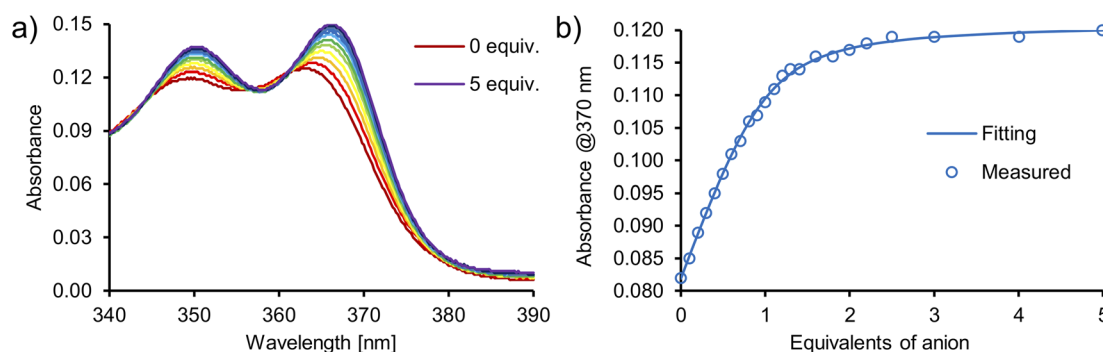 a)
Absorbance
0.15
0.12
0.09
0.06
0.03
0.00
340
350
360
370
380
390
Wavelength [nm]
0 equiv.
5 equiv.
b)
Absorbance @370 nm
0.120
0.115
0.110
0.105
0.100
0.095
0.090
0.085
0.080
0
1
2
3
4
5
Equivalents of anion
Fitting
Measured